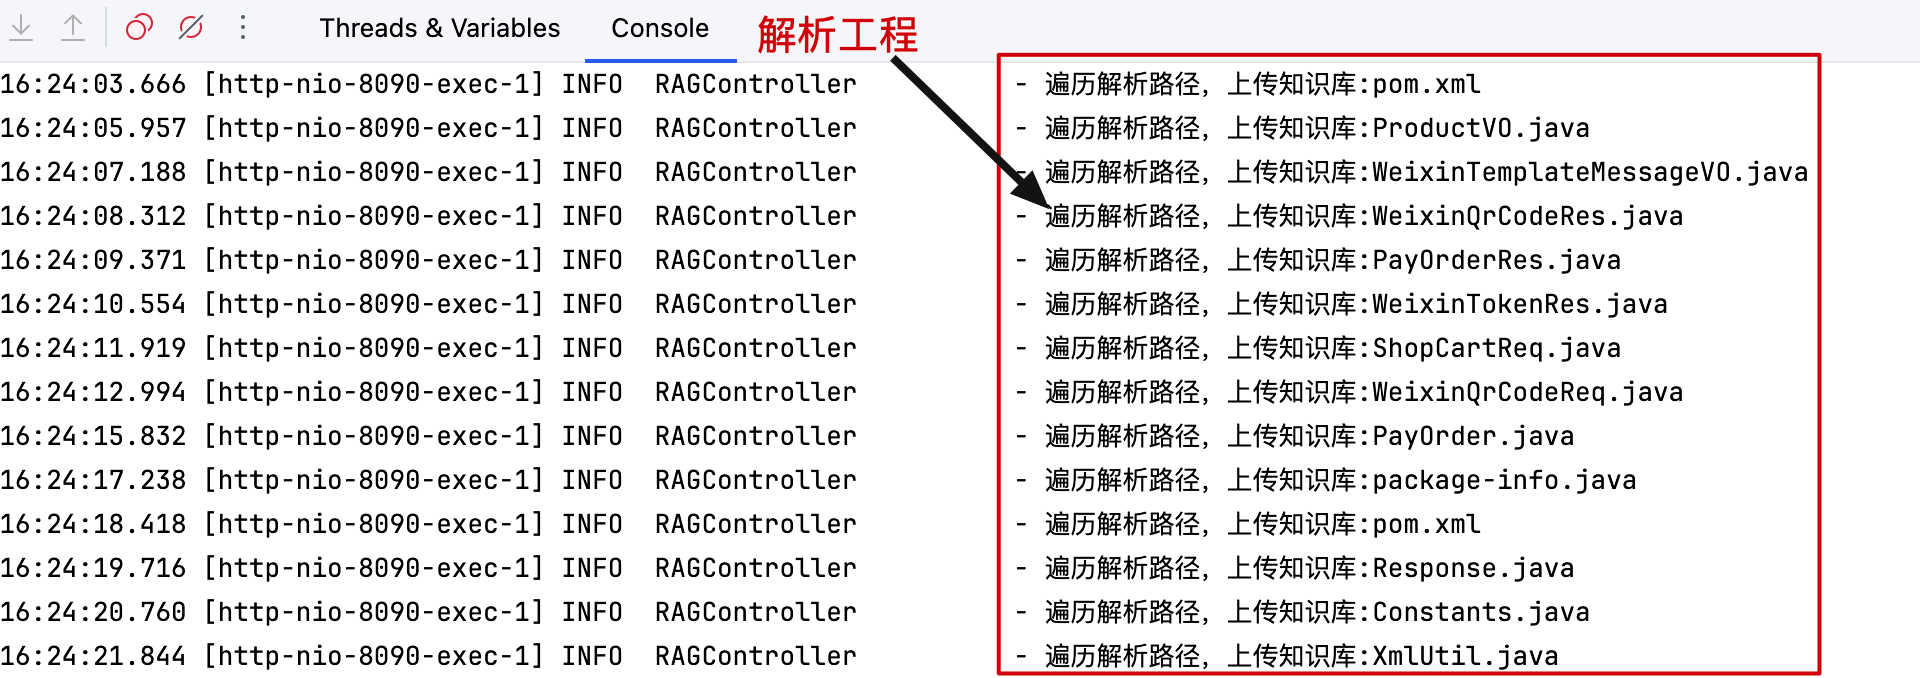 Threads & Variables Console 解析工程
16:24:03.666 [http-nio-8090-exec-1] INFO RAGController - 遍历解析路径，上传知识库:pom.xml
16:24:05.957 [http-nio-8090-exec-1] INFO RAGController - 遍历解析路径，上传知识库:ProductVO.java
16:24:07.188 [http-nio-8090-exec-1] INFO RAGController - 遍历解析路径，上传知识库:WeixinTemplateMessageVO.java
16:24:08.312 [http-nio-8090-exec-1] INFO RAGController - 遍历解析路径，上传知识库:WeixinQrCodeRes.java
16:24:09.371 [http-nio-8090-exec-1] INFO RAGController - 遍历解析路径，上传知识库:PayOrderRes.java
16:24:10.554 [http-nio-8090-exec-1] INFO RAGController - 遍历解析路径，上传知识库:WeixinTokenRes.java
16:24:11.919 [http-nio-8090-exec-1] INFO RAGController - 遍历解析路径，上传知识库:ShopCartReq.java
16:24:12.994 [http-nio-8090-exec-1] INFO RAGController - 遍历解析路径，上传知识库:WeixinQrCodeReq.java
16:24:15.832 [http-nio-8090-exec-1] INFO RAGController - 遍历解析路径，上传知识库:PayOrder.java
16:24:17.238 [http-nio-8090-exec-1] INFO RAGController - 遍历解析路径，上传知识库:package-info.java
16:24:18.418 [http-nio-8090-exec-1] INFO RAGController - 遍历解析路径，上传知识库:pom.xml
16:24:19.716 [http-nio-8090-exec-1] INFO RAGController - 遍历解析路径，上传知识库:Response.java
16:24:20.760 [http-nio-8090-exec-1] INFO RAGController - 遍历解析路径，上传知识库:Constants.java
16:24:21.844 [http-nio-8090-exec-1] INFO RAGController - 遍历解析路径，上传知识库:XmlUtil.java